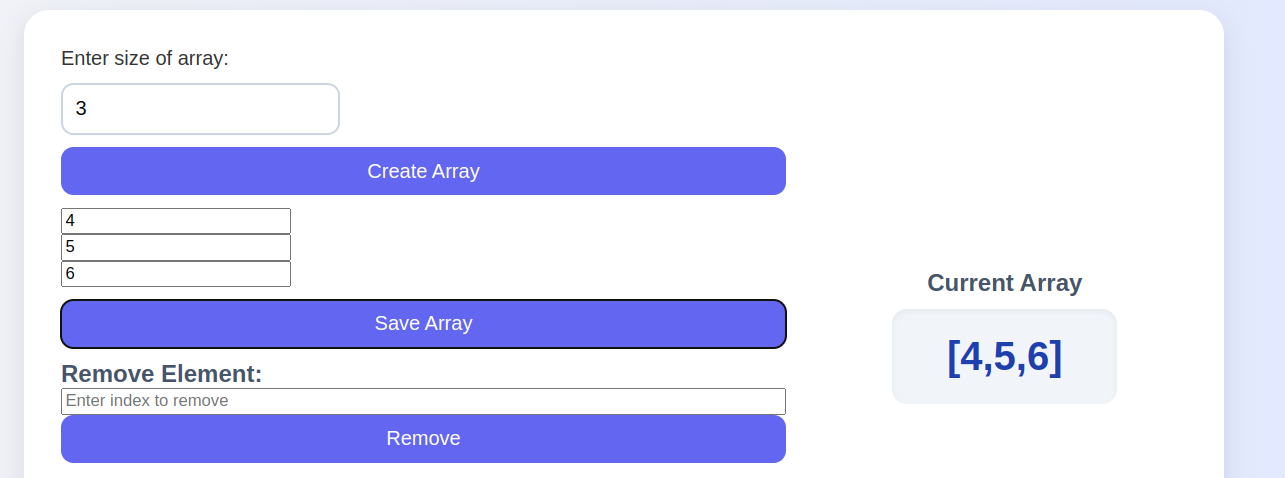 Enter size of array:
3
Create Array
4
5
6
Save Array
Remove Element:
Enter index to remove
Remove
Current Array
[4,5,6]